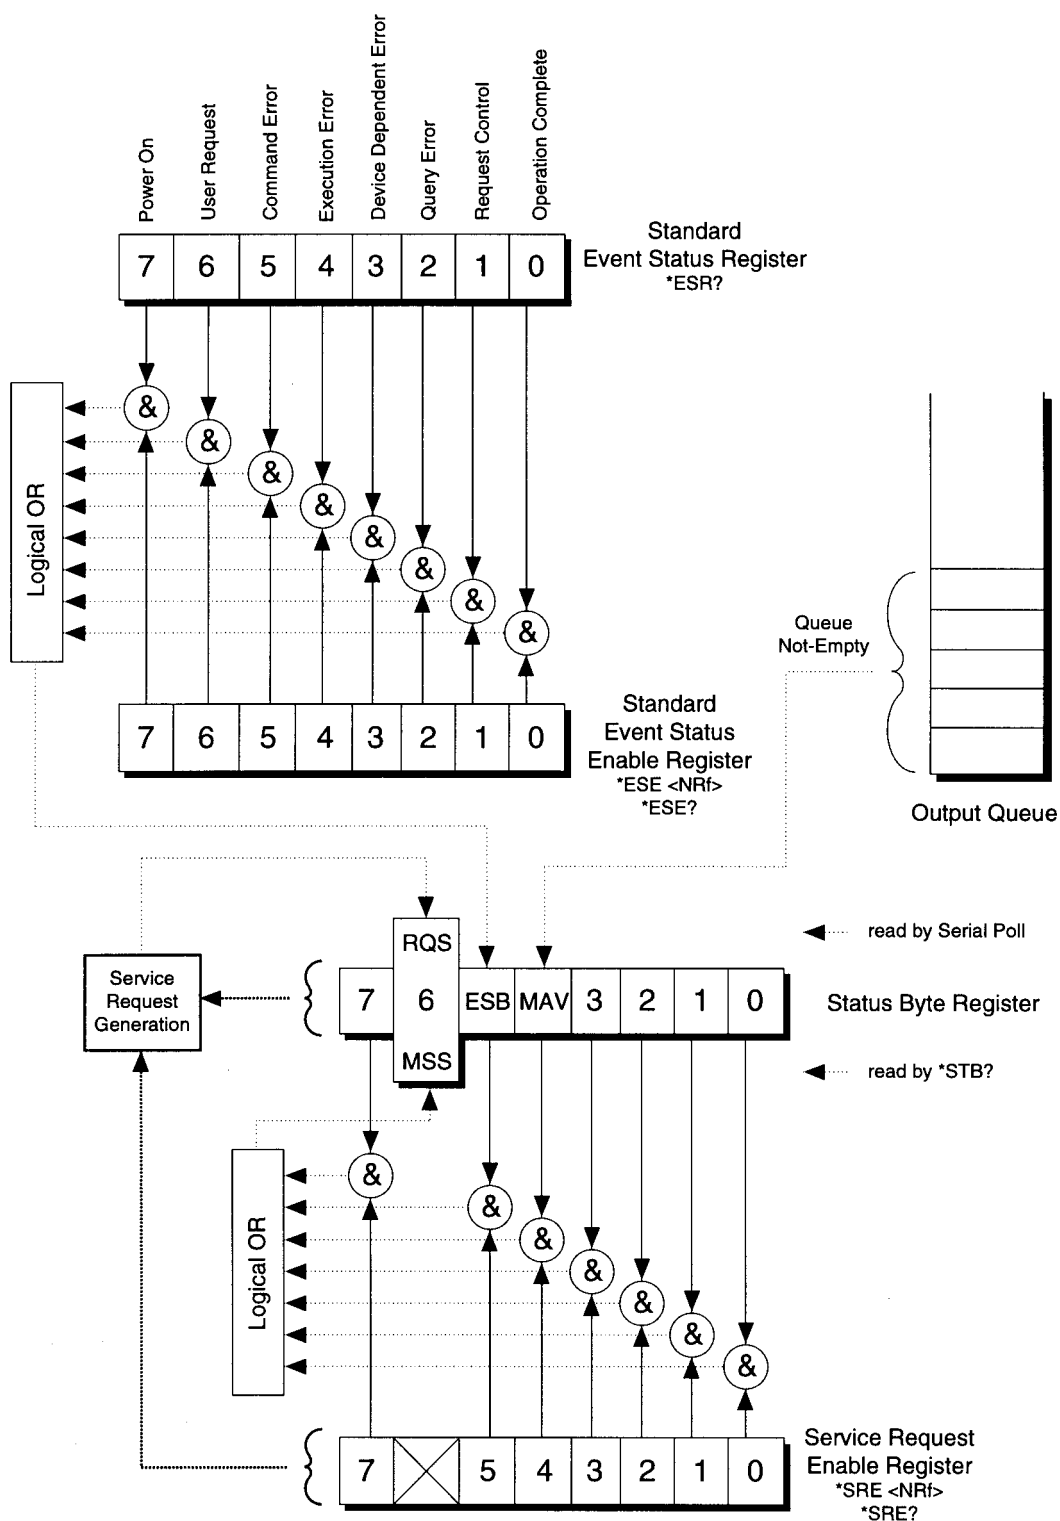 Power On
User Request
Command Error
Execution Error
Device Dependent Error
Query Error
Request Control
Operation Complete
7 6 5 4 3 2 1 0
Standard
Event Status Register
*ESR?
& & & & & & & &
Logical OR
7 6 5 4 3 2 1 0
Standard
Event Status
Enable Register
*ESE <NRf>
*ESE?
Queue
Not-Empty
Output Queue
RQS
read by Serial Poll
Service
Request
Generation
7 6 ESB MAV 3 2 1 0
Status Byte Register
MSS
read by *STB?
& & & & & & &
Logical OR
7 5 4 3 2 1 0
Service Request
Enable Register
*SRE <NRf>
*SRE?